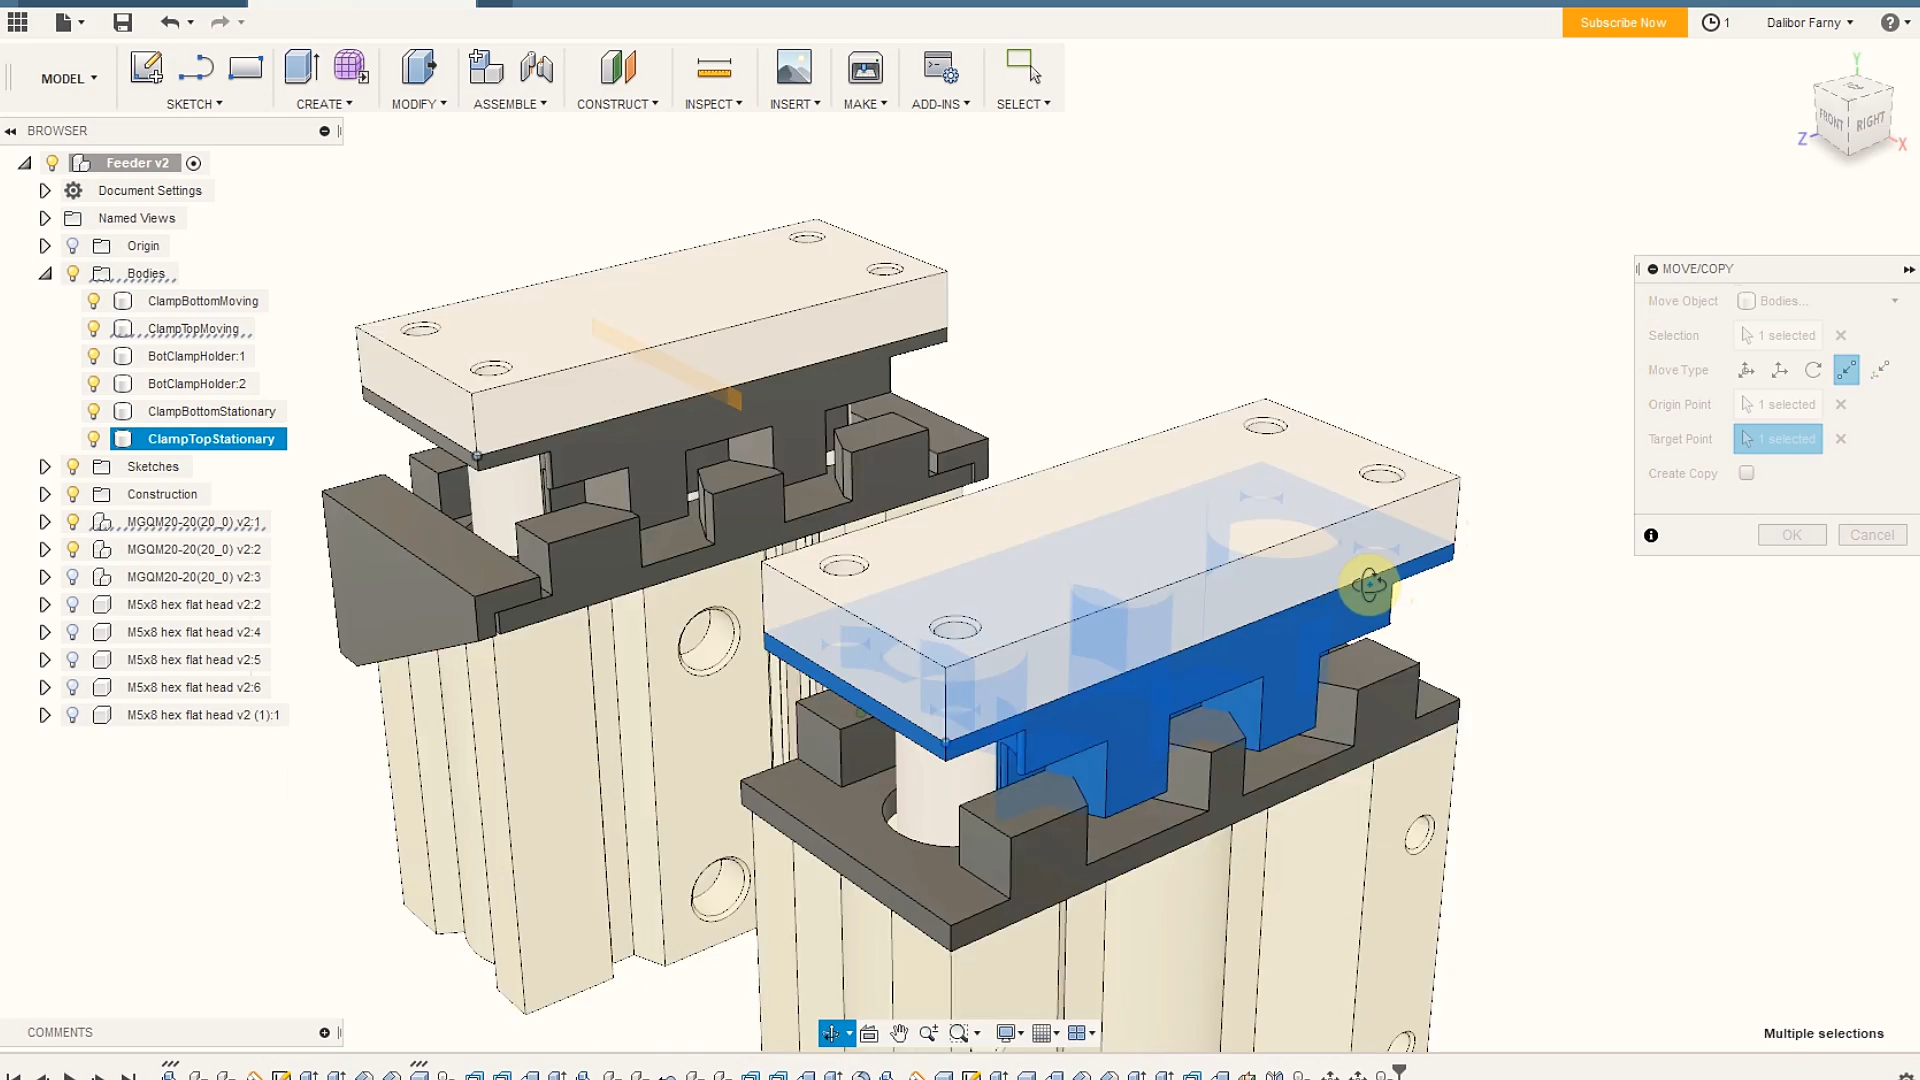 Subscribe Now
1
Dalibor Farny
?
MODEL
SKETCH
CREATE
MODIFY
ASSEMBLE
CONSTRUCT
INSPECT
INSERT
MAKE
ADD-INS
SELECT
Y
FRONT
RIGHT
Z
X
BROWSER
Feeder v2
Document Settings
Named Views
Origin
Bodies
ClampBottomMoving
ClampTopMoving
BotClampHolder:1
BotClampHolder:2
ClampBottomStationary
ClampTopStationary
Sketches
Construction
MGQM20-20(20_0) v2:1
MGQM20-20(20_0) v2:2
MGQM20-20(20_0) v2:3
M5x8 hex flat head v2:2
M5x8 hex flat head v2:4
M5x8 hex flat head v2:5
M5x8 hex flat head v2:6
M5x8 hex flat head v2 (1):1
MOVE/COPY
Move Object Bodies...
Selection 1 selected
Move Type
Origin Point 1 selected
Target Point 1 selected
Create Copy
OK Cancel
COMMENTS
Multiple selections